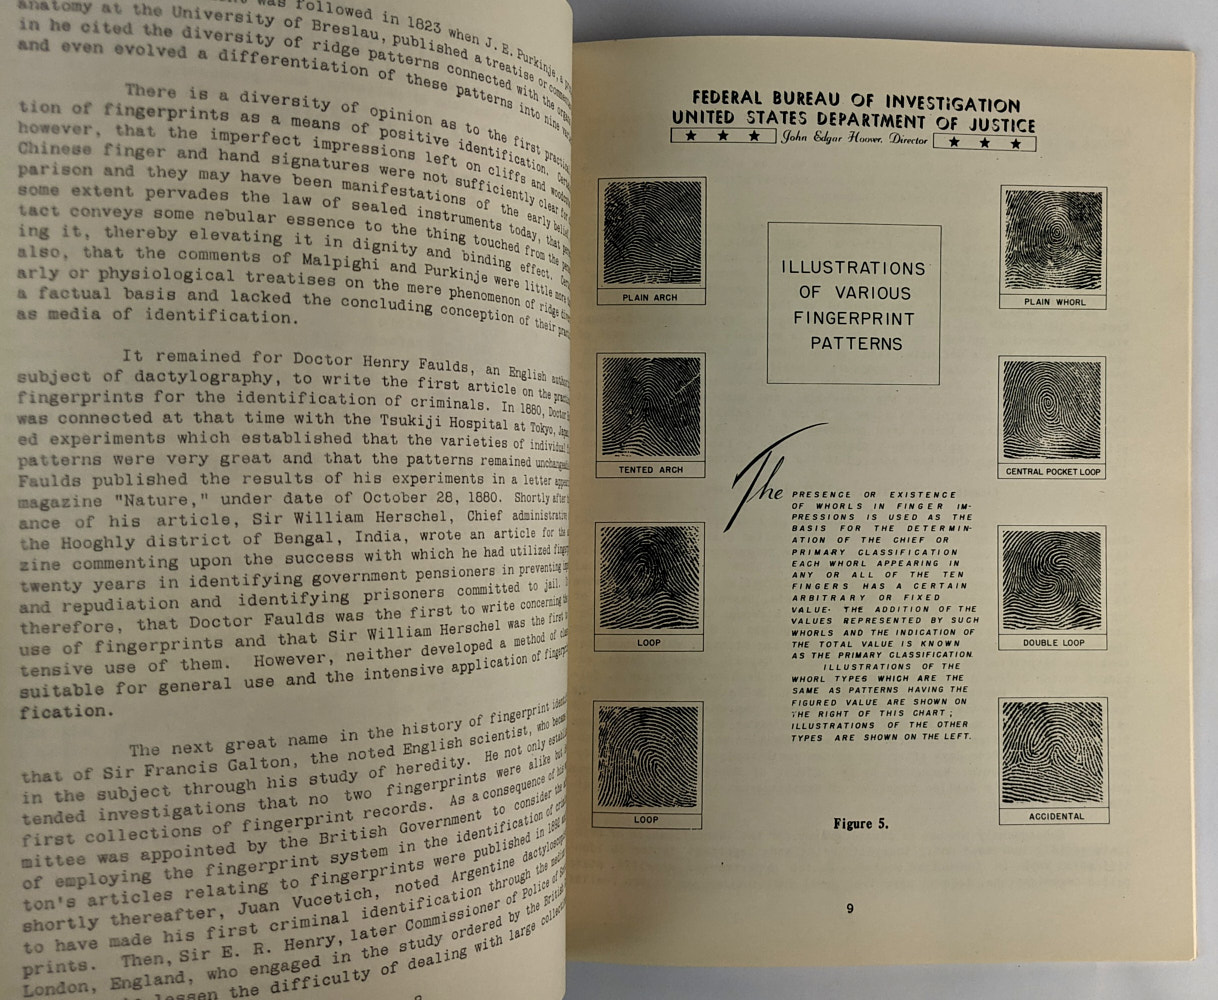 was followed in 1823 when J. E. Purkinje, a
anatomy at the University of Breslau, published a treatise or
in he cited the diversity of ridge patterns connected with the
and even evolved a differentiation of these patterns into nine
There is a diversity of opinion as to the first
tion of fingerprints as a means of positive identification.
however, that the imperfect impressions left on cliffs and
Chinese finger and hand signatures were not sufficiently clear for
parison and they may have been manifestations of the early belief
some extent pervades the law of sealed instruments today, that
tact conveys some nebular essence to the thing touched from the
ing it, thereby elevating it in dignity and binding effect.
also, that the comments of Malpighi and Purkinje were little more
arly or physiological treatises on the mere phenomenon of ridge
a factual basis and lacked the concluding conception of their
as media of identification.
It remained for Doctor Henry Faulds, an English
subject of dactylography, to write the first article on the
fingerprints for the identification of criminals. In 1880, Doctor
was connected at that time with the Tsukiji Hospital at Tokyo,
ed experiments which established that the varieties of individual
patterns were very great and that the patterns remained
Faulds published the results of his experiments in a letter
magazine "Nature," under date of October 28, 1880. Shortly after
ance of his article, Sir William Herschel, Chief administrative
the Hooghly district of Bengal, India, wrote an article for the
zine commenting upon the success with which he had utilized
twenty years in identifying government pensioners in preventing
and repudiation and identifying prisoners committed to jail.
therefore, that Doctor Faulds was the first to write concerning
use of fingerprints and that Sir William Herschel was the first
tensive use of them. However, neither developed a method of
suitable for general use and the intensive application of
fication.
The next great name in the history of fingerprint
that of Sir Francis Galton, the noted English scientist, who
in the subject through his study of heredity. He not only
tended investigations that no two fingerprints were alike but
first collections of fingerprint records. As a consequence of his
mittee was appointed by the British Government to consider the
of employing the fingerprint system in the identification of
ton's articles relating to fingerprints were published in 1892
shortly thereafter, Juan Vucetich, noted Argentine
to have made his first criminal identification through the
prints. Then, Sir E. R. Henry, later Commissioner of Police of
London, England, who engaged in the study ordered by the British
lessen the difficulty of dealing with large
FEDERAL BUREAU OF INVESTIGATION
UNITED STATES DEPARTMENT OF JUSTICE
John Edgar Hoover, Director
PLAIN ARCH
TENTED ARCH
LOOP
LOOP
ILLUSTRATIONS
OF VARIOUS
FINGERPRINT
PATTERNS
The PRESENCE OR EXISTENCE
OF WHORLS IN FINGER IM-
PRESSIONS IS USED AS THE
BASIS FOR THE DETERMIN-
ATION OF THE CHIEF OR
PRIMARY CLASSIFICATION
EACH WHORL APPEARING IN
ANY OR ALL OF THE TEN
FINGERS HAS A CERTAIN
ARBITRARY OR FIXED
VALUE. THE ADDITION OF THE
VALUES REPRESENTED BY SUCH
WHORLS AND THE INDICATION OF
THE TOTAL VALUE IS KNOWN
AS THE PRIMARY CLASSIFICATION.
ILLUSTRATIONS OF THE
WHORL TYPES WHICH ARE THE
SAME AS PATTERNS HAVING THE
FIGURED VALUE ARE SHOWN ON
THE RIGHT OF THIS CHART;
ILLUSTRATIONS OF THE OTHER
TYPES ARE SHOWN ON THE LEFT.
PLAIN WHORL
CENTRAL POCKET LOOP
DOUBLE LOOP
ACCIDENTAL
Figure 5.
9